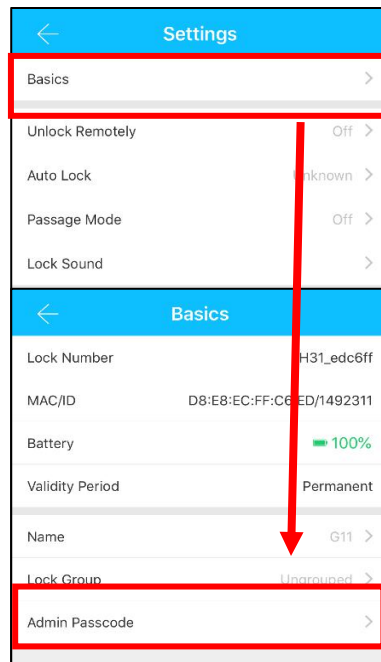 Settings
Basics
Unlock Remotely Off
Auto Lock Unknown
Passage Mode Off
Lock Sound
Basics
Lock Number H31_edc6ff
MAC/ID D8:E8:EC:FF:C6:ED/1492311
Battery 100%
Validity Period Permanent
Name G11
Lock Group Ungrouped
Admin Passcode